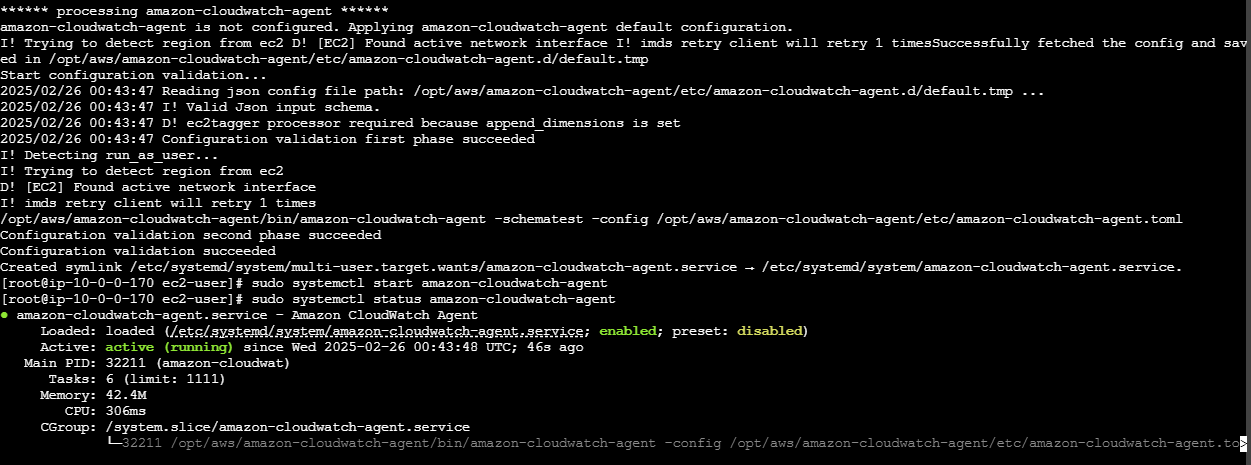 ****** processing amazon-cloudwatch-agent ******
amazon-cloudwatch-agent is not configured. Applying amazon-cloudwatch-agent default configuration.
I! Trying to detect region from ec2 D! [EC2] Found active network interface I! imds retry client will retry 1 timesSuccessfully fetched the config and sav
ed in /opt/aws/amazon-cloudwatch-agent/etc/amazon-cloudwatch-agent.d/default.tmp
Start configuration validation...
2025/02/26 00:43:47 Reading json config file path: /opt/aws/amazon-cloudwatch-agent/etc/amazon-cloudwatch-agent.d/default.tmp ...
2025/02/26 00:43:47 I! Valid Json input schema.
2025/02/26 00:43:47 D! ec2tagger processor required because append_dimensions is set
2025/02/26 00:43:47 Configuration validation first phase succeeded
I! Detecting run_as_user...
I! Trying to detect region from ec2
D! [EC2] Found active network interface
I! imds retry client will retry 1 times
/opt/aws/amazon-cloudwatch-agent/bin/amazon-cloudwatch-agent -schematest -config /opt/aws/amazon-cloudwatch-agent/etc/amazon-cloudwatch-agent.toml
Configuration validation second phase succeeded
Configuration validation succeeded
Created symlink /etc/systemd/system/multi-user.target.wants/amazon-cloudwatch-agent.service → /etc/systemd/system/amazon-cloudwatch-agent.service.
[root@ip-10-0-0-170 ec2-user]# sudo systemctl start amazon-cloudwatch-agent
[root@ip-10-0-0-170 ec2-user]# sudo systemctl status amazon-cloudwatch-agent
● amazon-cloudwatch-agent.service - Amazon CloudWatch Agent
     Loaded: loaded (/etc/systemd/system/amazon-cloudwatch-agent.service; enabled; preset: disabled)
     Active: active (running) since Wed 2025-02-26 00:43:48 UTC; 46s ago
   Main PID: 32211 (amazon-cloudwat)
      Tasks: 6 (limit: 1111)
     Memory: 42.4M
        CPU: 306ms
     CGroup: /system.slice/amazon-cloudwatch-agent.service
             └─32211 /opt/aws/amazon-cloudwatch-agent/bin/amazon-cloudwatch-agent -config /opt/aws/amazon-cloudwatch-agent/etc/amazon-cloudwatch-agent.to>